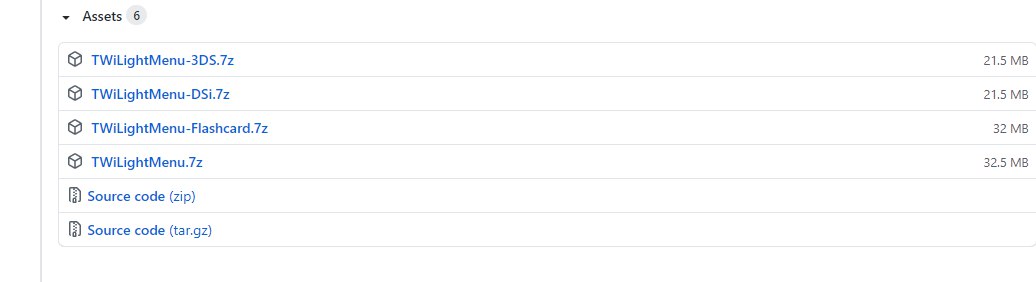 Assets 6
TWiLightMenu-3DS.7z 21.5 MB
TWiLightMenu-DSi.7z 21.5 MB
TWiLightMenu-Flashcard.7z 32 MB
TWiLightMenu.7z 32.5 MB
Source code (zip)
Source code (tar.gz)